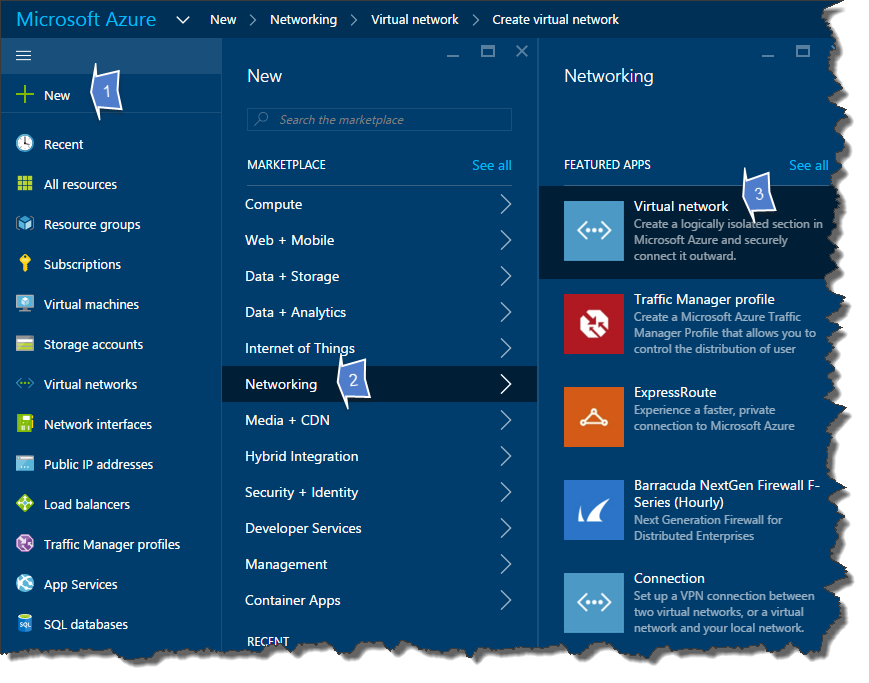 Microsoft Azure New Networking Virtual network Create virtual network
New
1
Recent
All resources
Resource groups
Subscriptions
Virtual machines
Storage accounts
Virtual networks
Network interfaces
Public IP addresses
Load balancers
Traffic Manager profiles
App Services
SQL databases
New
Search the marketplace
MARKETPLACE See all
Compute
Web + Mobile
Data + Storage
Data + Analytics
Internet of Things
Networking
2
Media + CDN
Hybrid Integration
Security + Identity
Developer Services
Management
Container Apps
RECENT
Networking
FEATURED APPS See all
3
Virtual network
Create a logically isolated section in
Microsoft Azure and securely
connect it outward.
Traffic Manager profile
Create a Microsoft Azure Traffic
Manager Profile that allows you to
control the distribution of user
ExpressRoute
Experience a faster, private
connection to Microsoft Azure
Barracuda NextGen Firewall F-
Series (Hourly)
Next Generation Firewall for
Distributed Enterprises
Connection
Set up a VPN connection between
two virtual networks, or a virtual
network and your local network.